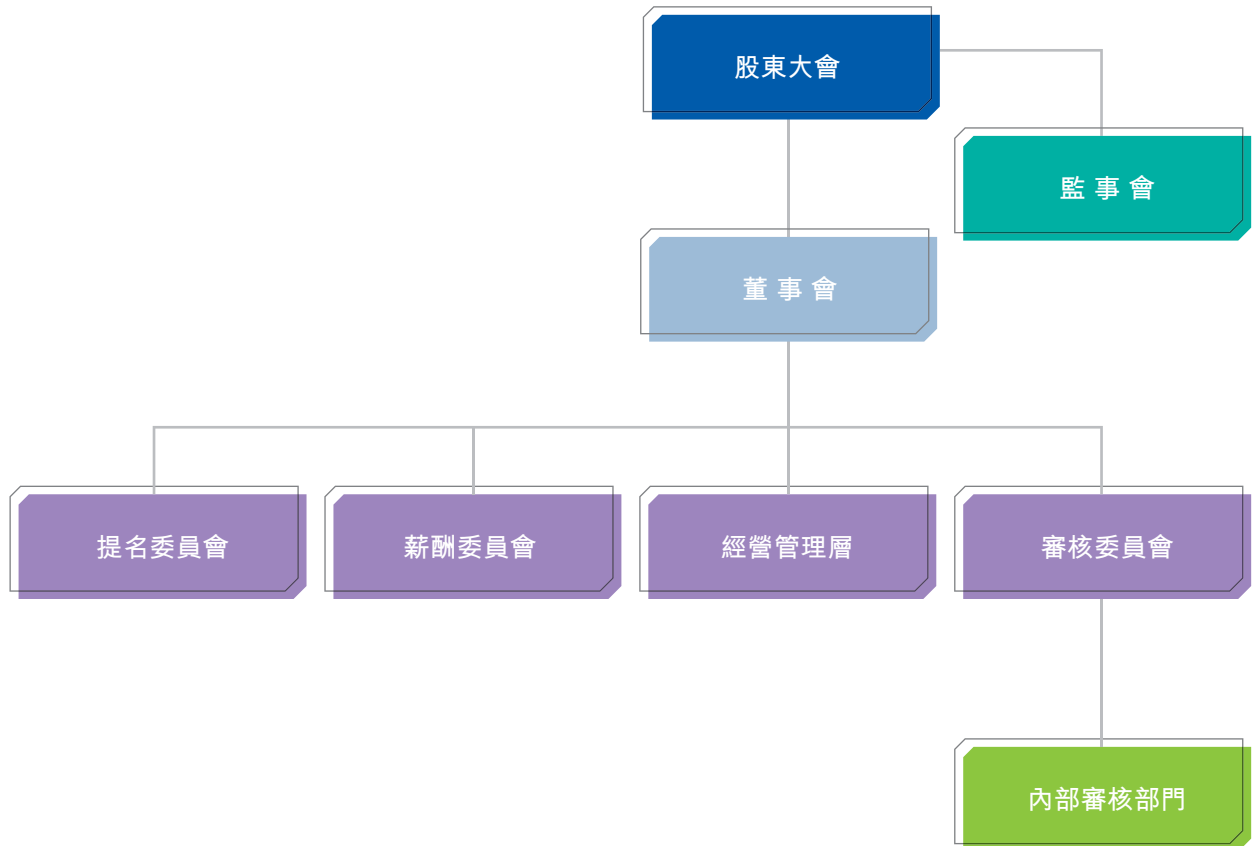 股東大會
監事會
董事會
提名委員會
薪酬委員會
經營管理層
審核委員會
內部審核部門